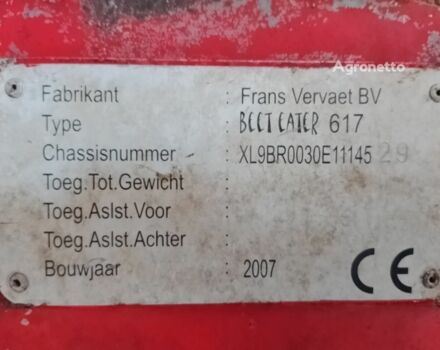 Agronetto
Fabrikant : Frans Vervaet BV
Type : BEET EATER 617
Chassisnummer : XL9BR0030E11145 29
Toeg.Tot.Gewicht :
Toeg.Aslst.Voor :
Toeg.Aslst.Achter :
Bouwjaar : 2007
CE